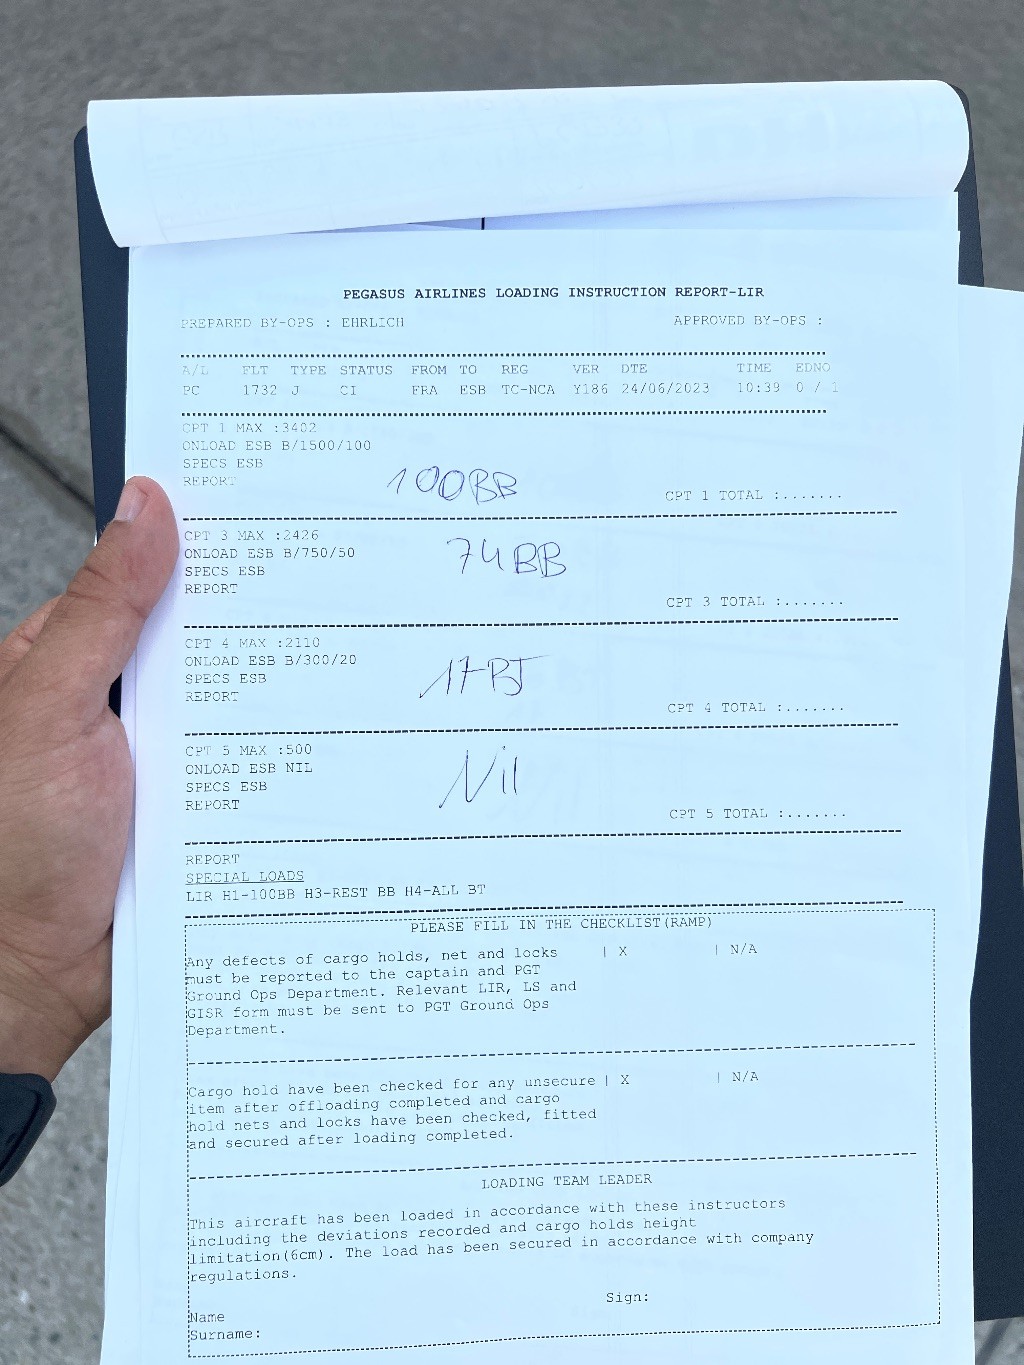 PEGASUS AIRLINES LOADING INSTRUCTION REPORT-LIR
PREPARED BY-OPS : EHRLICH APPROVED BY-OPS :
A/L FLT TYPE STATUS FROM TO REG VER DTE TIME EDNO
PC 1732 J CI FRA ESB TC-NCA Y186 24/06/2023 10:39 0 / 1
CPT 1 MAX :3402
ONLOAD ESB B/1500/100
SPECS ESB
REPORT 100BB
CPT 1 TOTAL :.......
CPT 3 MAX :2426
ONLOAD ESB B/750/50 74BB
SPECS ESB
REPORT
CPT 3 TOTAL :.......
CPT 4 MAX :2110
ONLOAD ESB B/300/20
SPECS ESB 17BT
REPORT
CPT 4 TOTAL :.......
CPT 5 MAX :500
ONLOAD ESB NIL Nil
SPECS ESB
REPORT
CPT 5 TOTAL :.......
REPORT
SPECIAL LOADS
LIR H1-100BB H3-REST BB H4-ALL BT
PLEASE FILL IN THE CHECKLIST(RAMP)
Any defects of cargo holds, net and locks | X | N/A
must be reported to the captain and PGT
Ground Ops Department. Relevant LIR, LS and
GISR form must be sent to PGT Ground Ops
Department.
Cargo hold have been checked for any unsecure | X | N/A
item after offloading completed and cargo
hold nets and locks have been checked, fitted
and secured after loading completed.
LOADING TEAM LEADER
This aircraft has been loaded in accordance with these instructors
including the deviations recorded and cargo holds height
limitation(6cm). The load has been secured in accordance with company
regulations.
Sign:
Name
Surname: